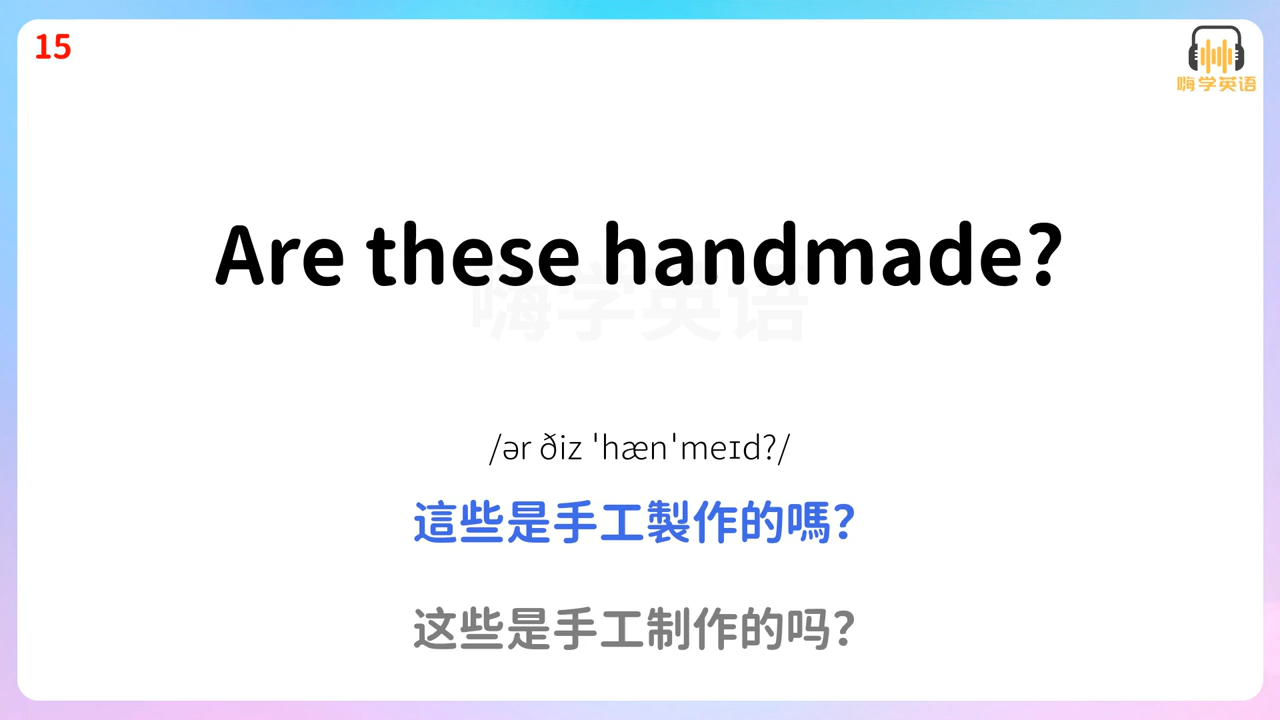 15
嗨学英语
Are these handmade?
嗨学英语
/ər ðiz ˈhænˈmeɪd?/
這些是手工製作的嗎？
这些是手工制作的吗？